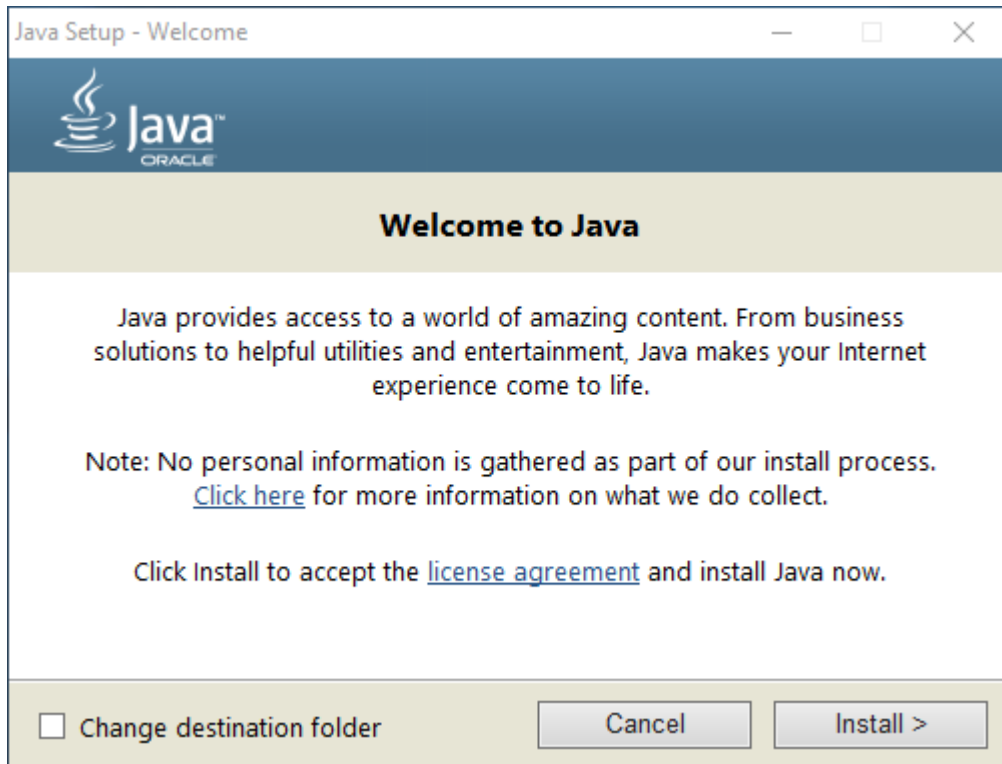 Java Setup - Welcome
Java™
ORACLE
Welcome to Java
Java provides access to a world of amazing content. From business
solutions to helpful utilities and entertainment, Java makes your Internet
experience come to life.
Note: No personal information is gathered as part of our install process.
Click here for more information on what we do collect.
Click Install to accept the license agreement and install Java now.
Change destination folder
Cancel
Install >